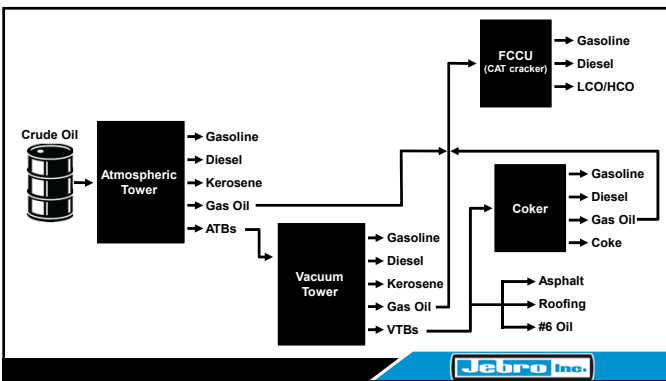 Crude Oil
Atmospheric
Tower
Gasoline
Diesel
Kerosene
Gas Oil
ATBs
Vacuum
Tower
Gasoline
Diesel
Kerosene
Gas Oil
VTBs
FCCU
(CAT cracker)
Gasoline
Diesel
LCO/HCO
Coker
Gasoline
Diesel
Gas Oil
Coke
Asphalt
Roofing
#6 Oil
Jebro Inc.